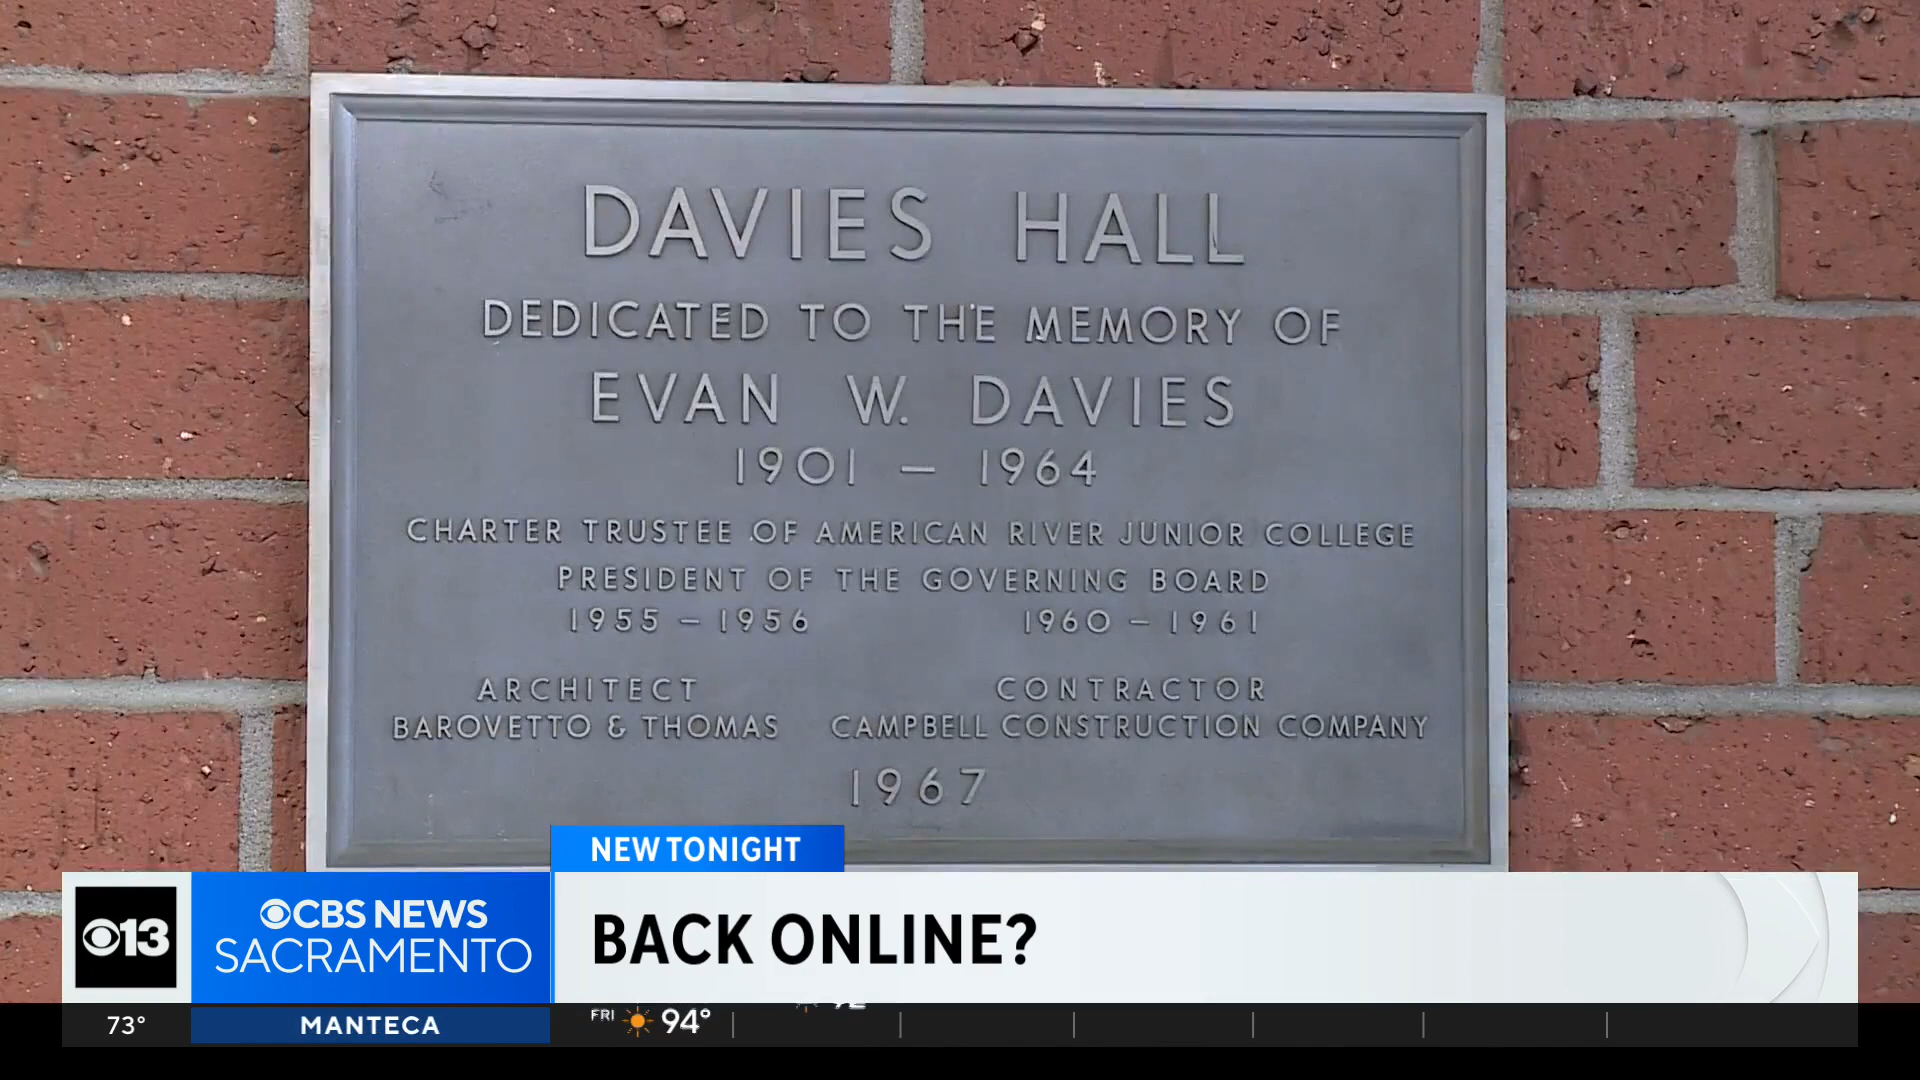 DAVIES HALL
DEDICATED TO THE MEMORY OF
EVAN W. DAVIES
1901 – 1964
CHARTER TRUSTEE OF AMERICAN RIVER JUNIOR COLLEGE
PRESIDENT OF THE GOVERNING BOARD
1955 – 1956 1960 – 1961
ARCHITECT CONTRACTOR
BAROVETTO & THOMAS CAMPBELL CONSTRUCTION COMPANY
1967
NEW TONIGHT
13
CBS NEWS
SACRAMENTO
BACK ONLINE?
73° MANTECA FRI 94°